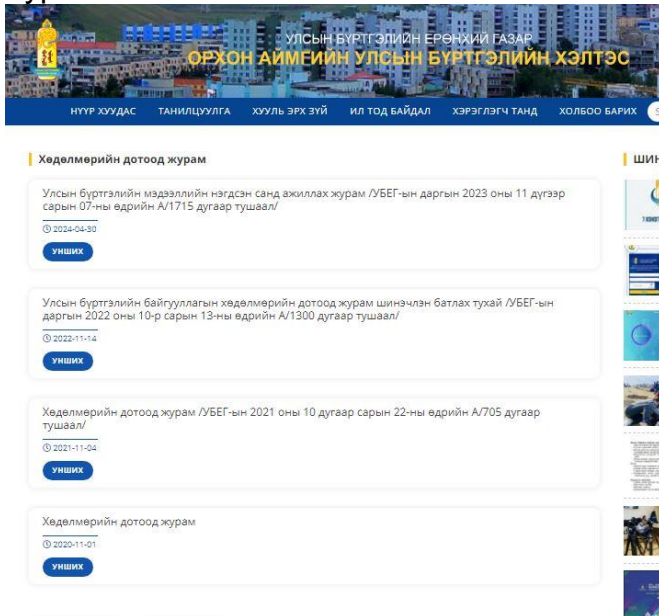 УЛСЫН БҮРТГЭЛИЙН ЕРӨНХИЙ ГАЗАР
ОРХОН АЙМГИЙН УЛСЫН БҮРТГЭЛИЙН ХЭЛТЭС
НҮҮР ХУУДАС ТАНИЛЦУУЛГА ХУУЛЬ ЭРХ ЗҮЙ ИЛ ТОД БАЙДАЛ ХЭРЭГЛЭГЧ ТАНД ХОЛБОО БАРИХ
Хөдөлмөрийн дотоод журам
Улсын бүртгэлийн мэдээллийн нэгдсэн санд ажиллах журам /УБЕГ-ын даргын 2023 оны 11 дүгээр
сарын 07-ны өдрийн А/1715 дугаар тушаал/
2024-04-30
УНШИХ
Улсын бүртгэлийн байгууллагын хөдөлмөрийн дотоод журам шинэчлэн батлах тухай /УБЕГ-ын
даргын 2022 оны 10-р сарын 13-ны өдрийн А/1300 дугаар тушаал/
2022-11-14
УНШИХ
Хөдөлмөрийн дотоод журам /УБЕГ-ын 2021 оны 10 дугаар сарын 22-ны өдрийн А/705 дугаар
тушаал/
2021-11-04
УНШИХ
Хөдөлмөрийн дотоод журам
2020-11-01
УНШИХ